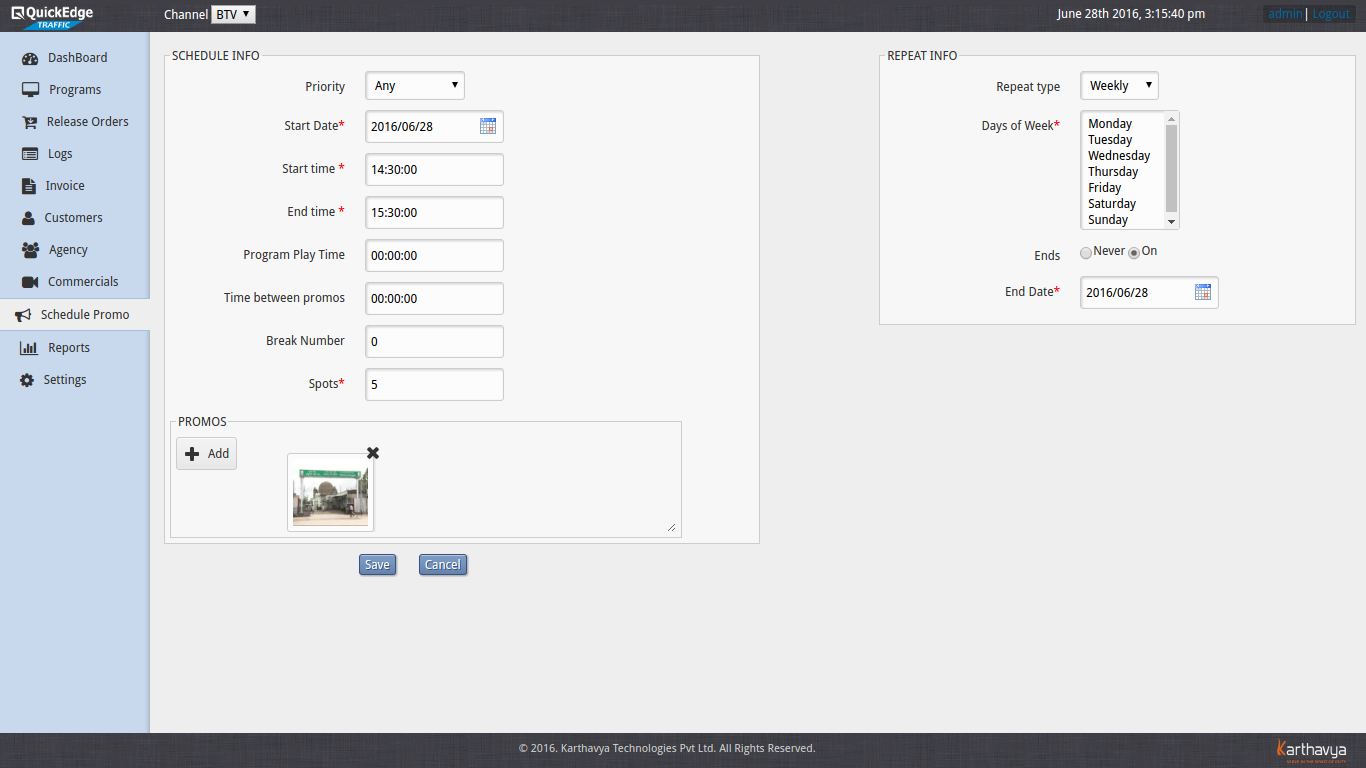 QuickEdge
TRAFFIC
Channel BTV
June 28th 2016, 3:15:40 pm
admin | Logout
DashBoard
Programs
Release Orders
Logs
Invoice
Customers
Agency
Commercials
Schedule Promo
Reports
Settings
SCHEDULE INFO
Priority Any
Start Date* 2016/06/28
Start time * 14:30:00
End time * 15:30:00
Program Play Time 00:00:00
Time between promos 00:00:00
Break Number 0
Spots* 5
PROMOS
Add
Save Cancel
REPEAT INFO
Repeat type Weekly
Days of Week* Monday
Tuesday
Wednesday
Thursday
Friday
Saturday
Sunday
Ends Never On
End Date* 2016/06/28
© 2016. Karthavya Technologies Pvt Ltd. All Rights Reserved.
Karthavya